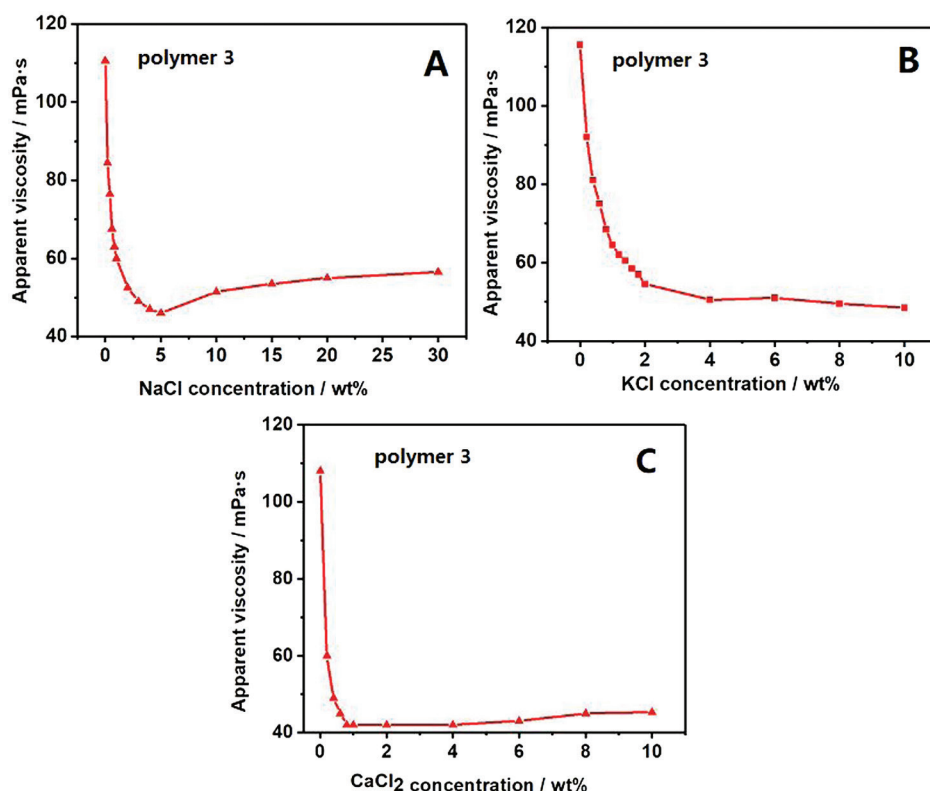 polymer 3
A
Apparent viscosity / mPa·s
120
100
80
60
40
0 5 10 15 20 25 30
NaCl concentration / wt%
polymer 3
B
Apparent viscosity / mPa·s
120
100
80
60
40
0 2 4 6 8 10
KCl concentration / wt%
polymer 3
C
Apparent viscosity / mPa·s
120
100
80
60
40
0 2 4 6 8 10
CaCl2 concentration / wt%